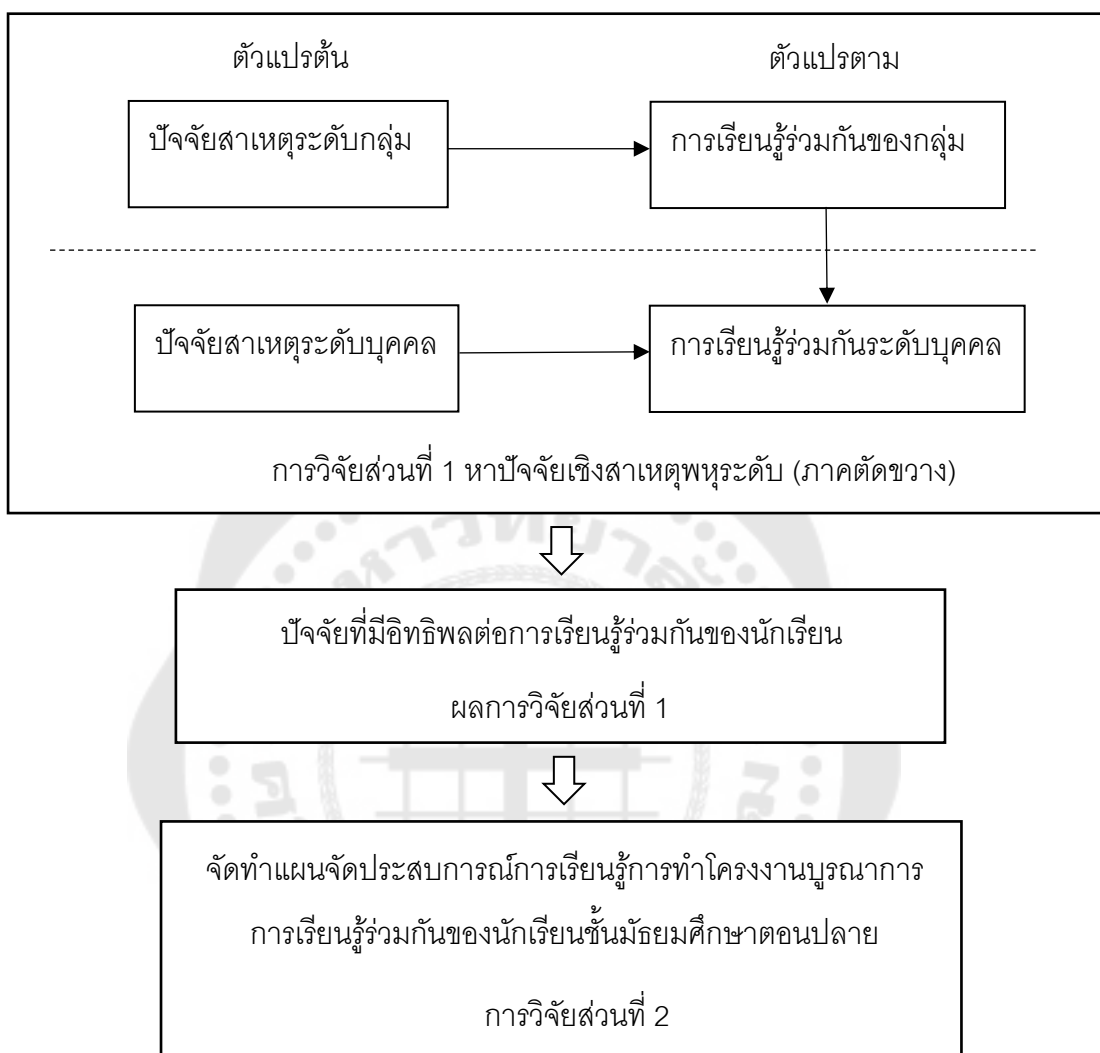 ตัวแปรต้น
ตัวแปรตาม
ปัจจัยสาเหตุระดับกลุ่ม
การเรียนรู้ร่วมกันของกลุ่ม
ปัจจัยสาเหตุระดับบุคคล
การเรียนรู้ร่วมกันระดับบุคคล
การวิจัยส่วนที่ 1 หาปัจจัยเชิงสาเหตุพหุระดับ (ภาคตัดขวาง)
ปัจจัยที่มีอิทธิพลต่อการเรียนรู้ร่วมกันของนักเรียน
ผลการวิจัยส่วนที่ 1
จัดทำแผนจัดประสบการณ์การเรียนรู้การทำโครงงานบูรณาการ
การเรียนรู้ร่วมกันของนักเรียนชั้นมัธยมศึกษาตอนปลาย
การวิจัยส่วนที่ 2